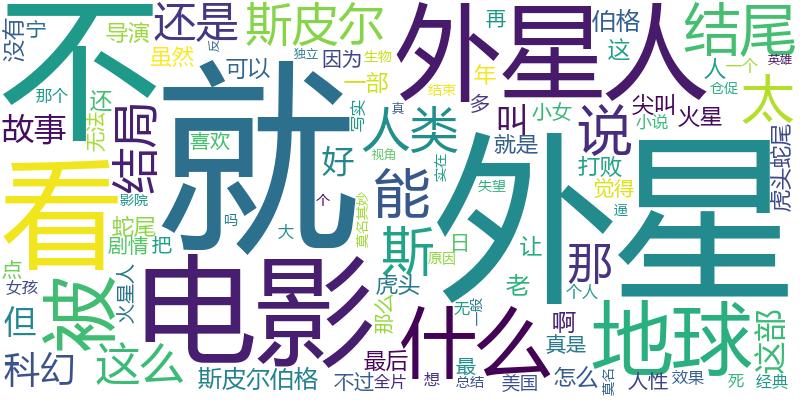 没有
宁
导演
虽然
还是
斯皮尔
不
外星人
再
伯格
这
结尾
反
独立
因为
生物
可以
一部
年
人
一个
英雄
那个
无法
还
故事
结局
就
结束
写实
真
多
叫
小女
尖叫
火星
仓促
小说
太
喜欢
好
人类
视角
就是
说
打败
虎头蛇尾
看
影院
蛇尾
吗
个
能
实在
外星
失望
逼
觉得
剧情
把
大
莫名其妙
斯
原因
日
让
那
点
女孩
火星人
被
电影
虎头
那么
无
一般
老
个人
地球
但
什么
啊
这部
真是
科幻
这么
斯皮尔伯格
不过
最后
全片
想
最
总结
美国
怎么
莫名
人性
效果
死
经典